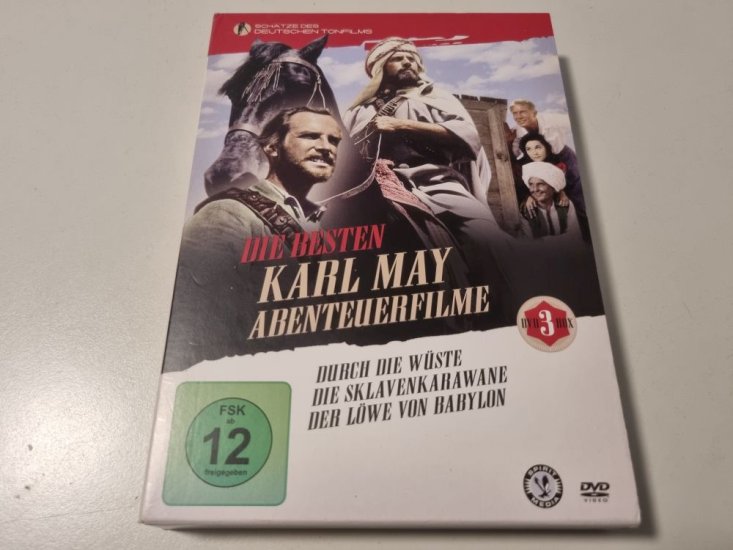 SCHÄTZE DES
DEUTSCHEN TONFILMS
DIE BESTEN
KARL MAY
ABENTEUERFILME
DVD 3 BOX
DURCH DIE WÜSTE
DIE SKLAVENKARAWANE
DER LÖWE VON BABYLON
FSK
ab
12
freigegeben
SPIRIT
MEDIA
DVD
VIDEO